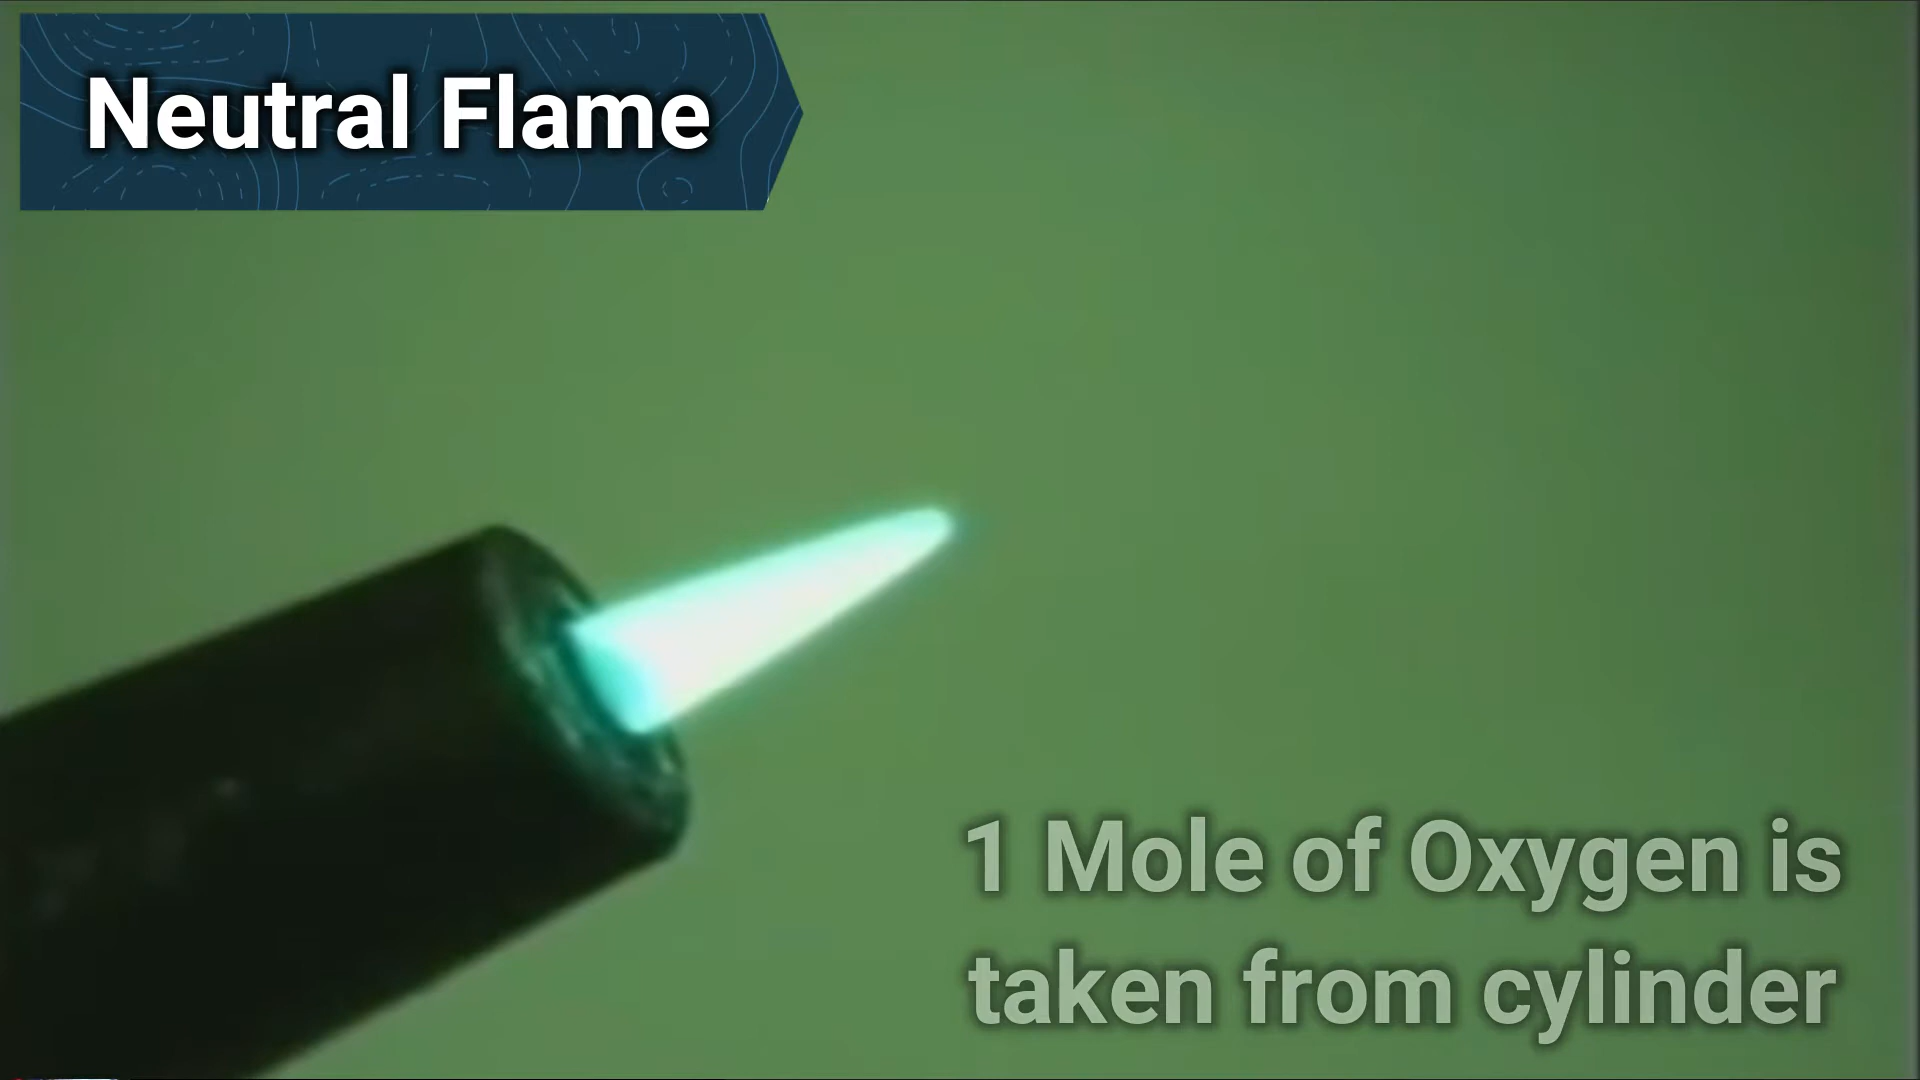 Neutral Flame
1 Mole of Oxygen is
taken from cylinder